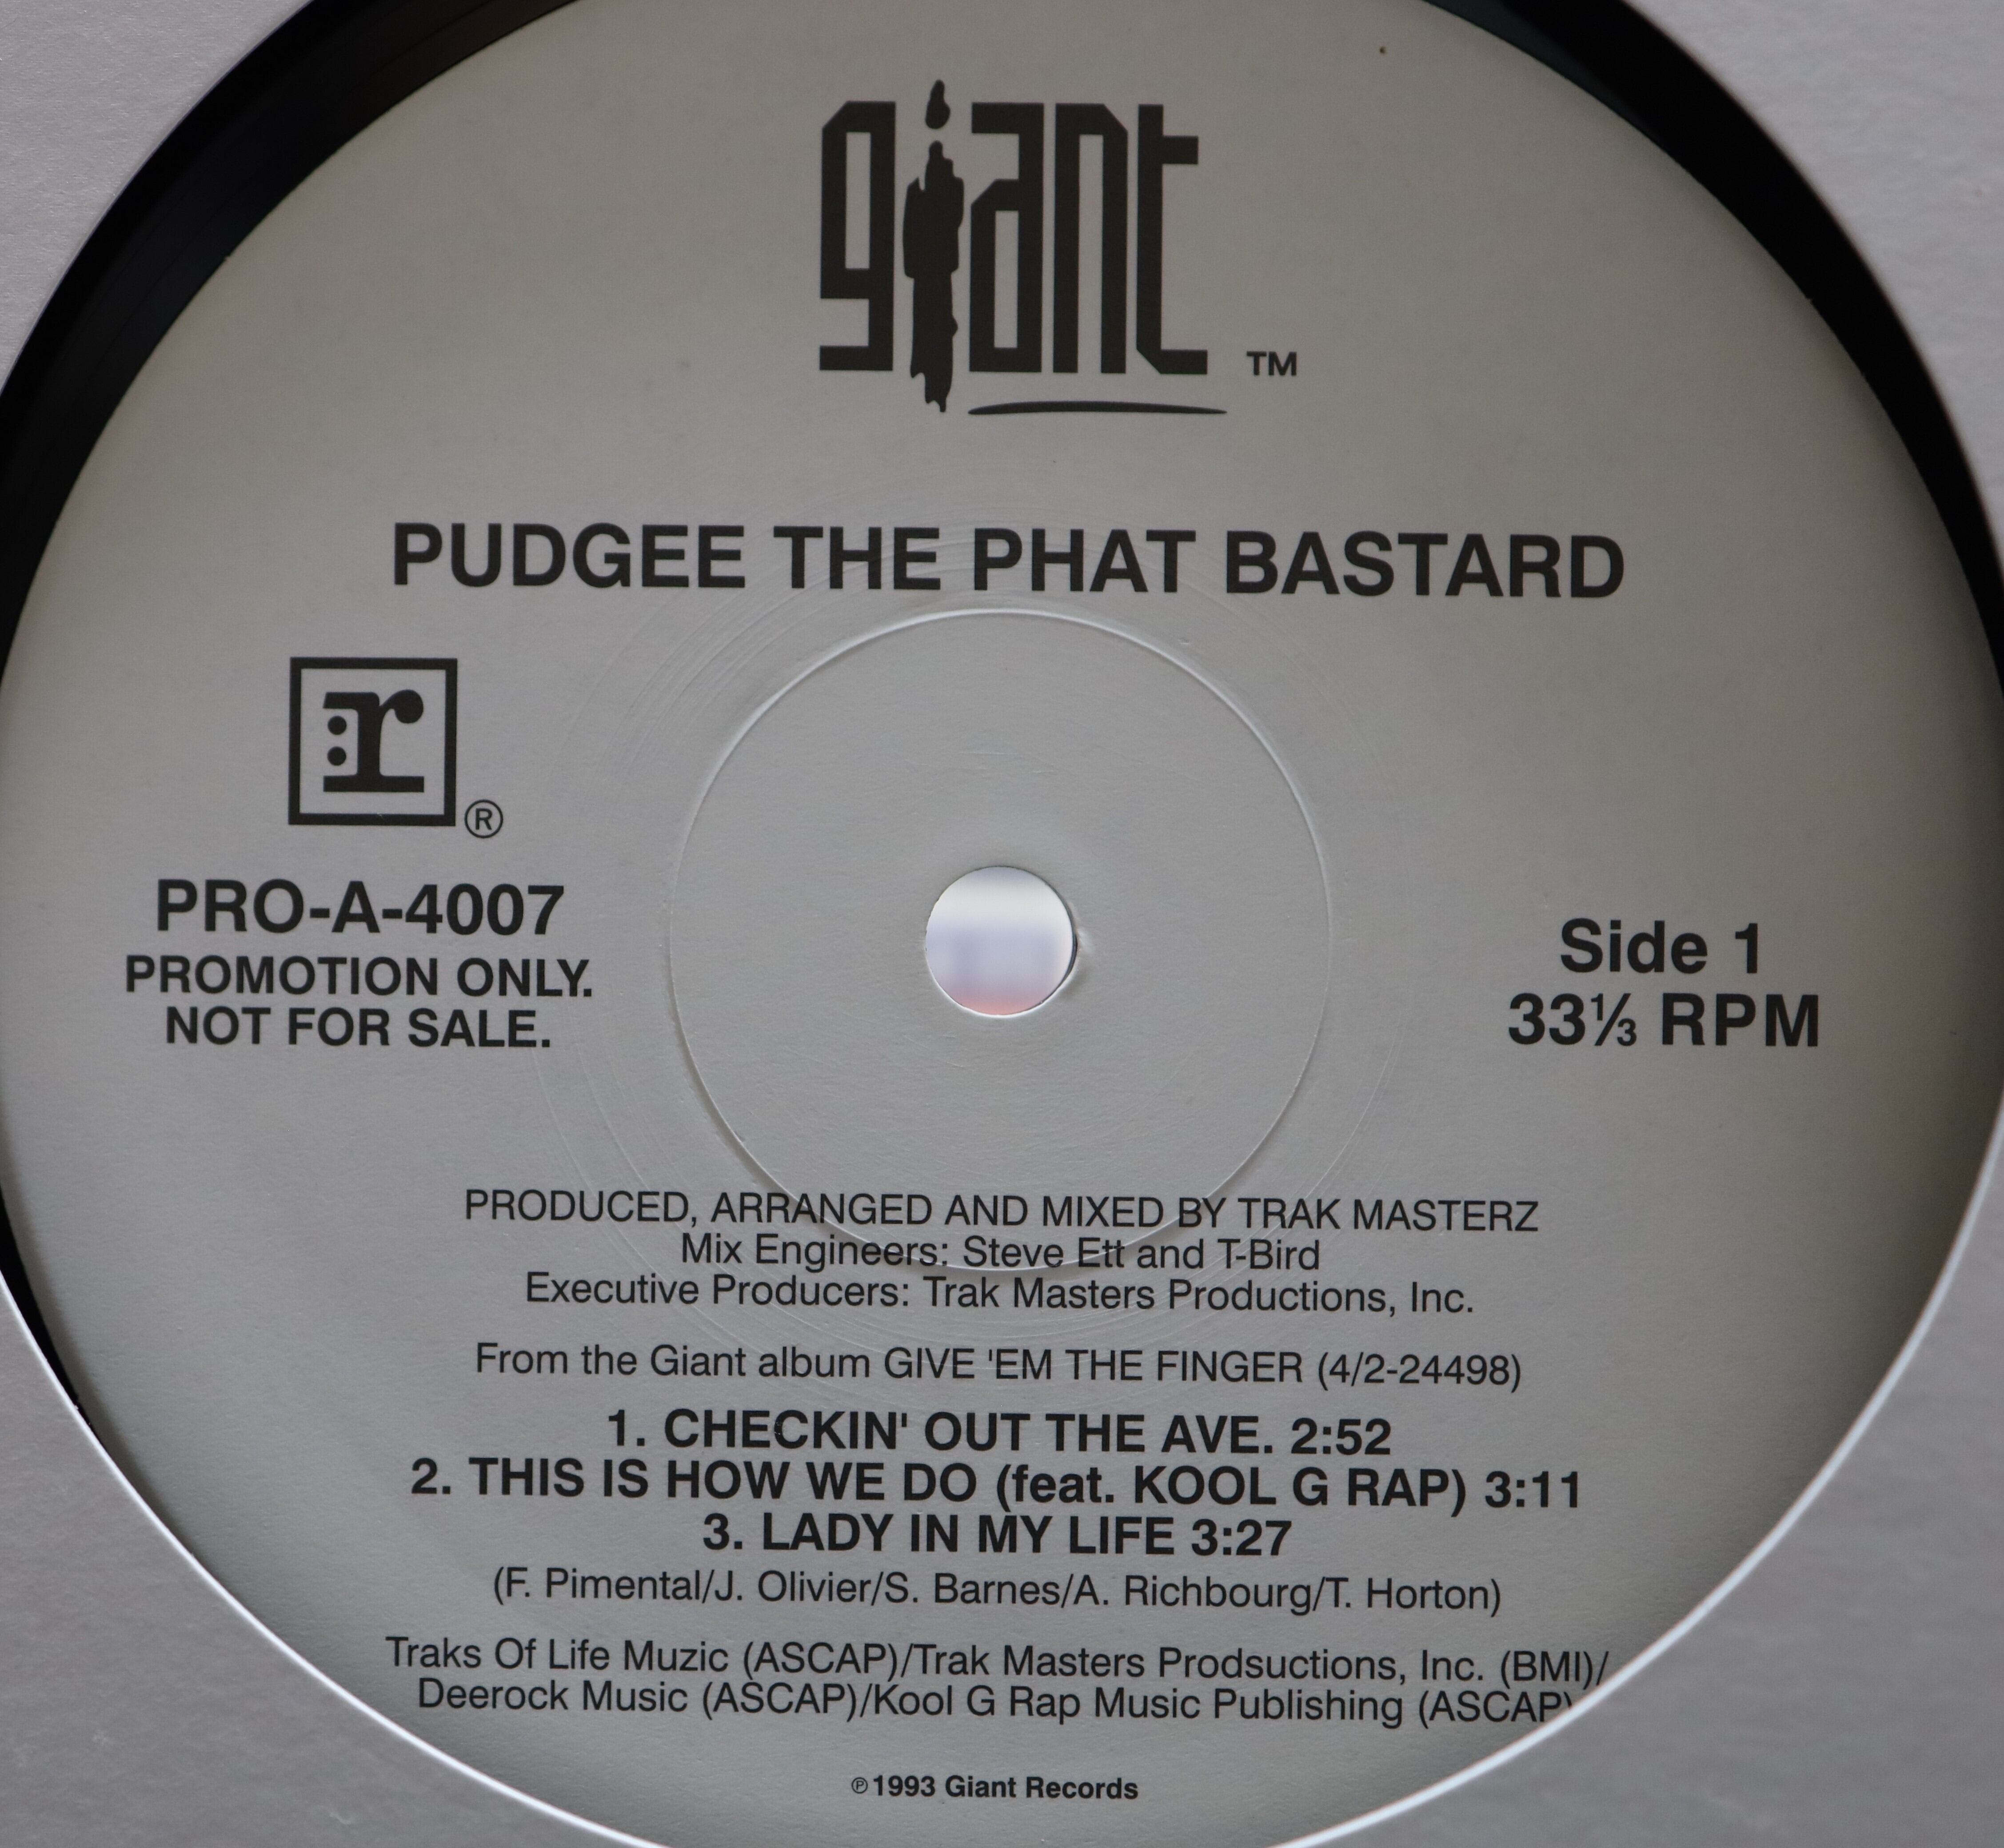 giant TM
PUDGEE THE PHAT BASTARD
r ®
PRO-A-4007
PROMOTION ONLY.
NOT FOR SALE.
Side 1
33⅓ RPM
PRODUCED, ARRANGED AND MIXED BY TRAK MASTERZ
Mix Engineers: Steve Ett and T-Bird
Executive Producers: Trak Masters Productions, Inc.
From the Giant album GIVE 'EM THE FINGER (4/2-24498)
1. CHECKIN' OUT THE AVE. 2:52
2. THIS IS HOW WE DO (feat. KOOL G RAP) 3:11
3. LADY IN MY LIFE 3:27
(F. Pimental/J. Olivier/S. Barnes/A. Richbourg/T. Horton)
Traks Of Life Muzic (ASCAP)/Trak Masters Prodsuctions, Inc. (BMI)/
Deerock Music (ASCAP)/Kool G Rap Music Publishing (ASCAP)
℗1993 Giant Records